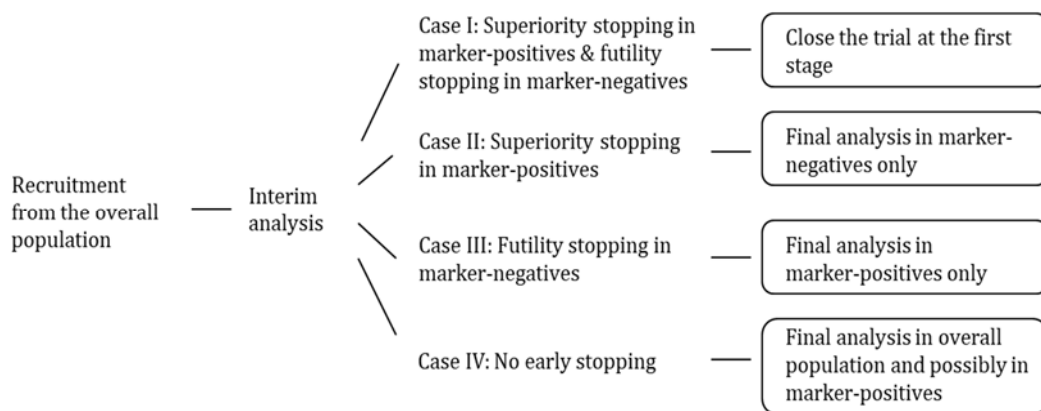 Recruitment
from the overall
population
Interim
analysis
Case I: Superiority stopping in
marker-positives & futility
stopping in marker-negatives
Close the trial at the first
stage
Case II: Superiority stopping
in marker-positives
Final analysis in marker-
negatives only
Case III: Futility stopping in
marker-negatives
Final analysis in
marker-positives only
Case IV: No early stopping
Final analysis in overall
population and possibly in
marker-positives